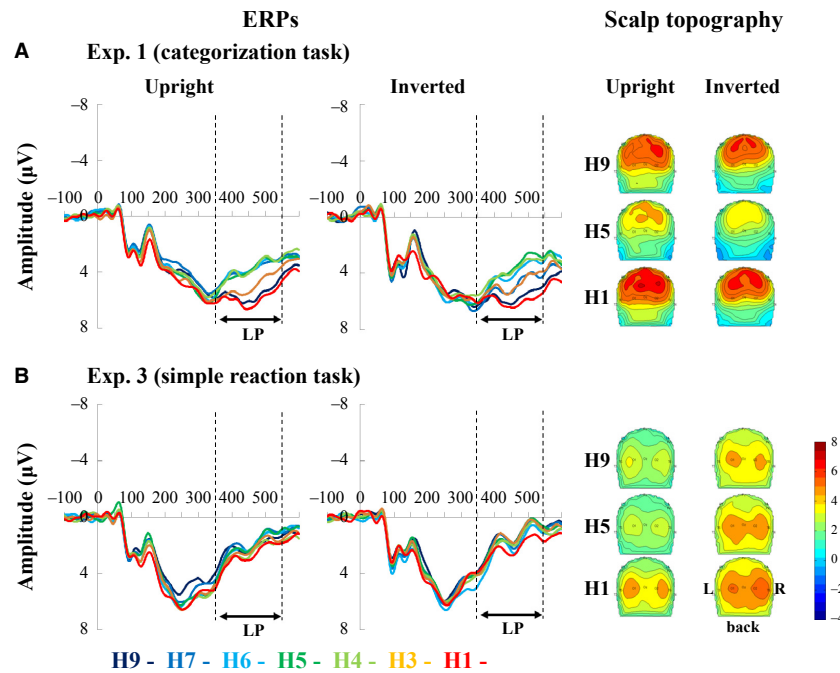 ERPs Scalp topography
A Exp. 1 (categorization task)
Upright Inverted Upright Inverted
Amplitude (μV)
−8 −8
−4 −4
−100 0 100 200 300 400 500 −100 0 100 200 300 400 500
0 0
4 4
8 8
LP LP
H9
H5
H1
B Exp. 3 (simple reaction task)
Amplitude (μV)
−8 −8
−4 −4
−100 0 100 200 300 400 500 −100 0 100 200 300 400 500
0 0
4 4
8 8
LP LP
H9
H5
H1 L R
back
8
6
4
2
0
−2
−4
H9 - H7 - H6 - H5 - H4 - H3 - H1 -